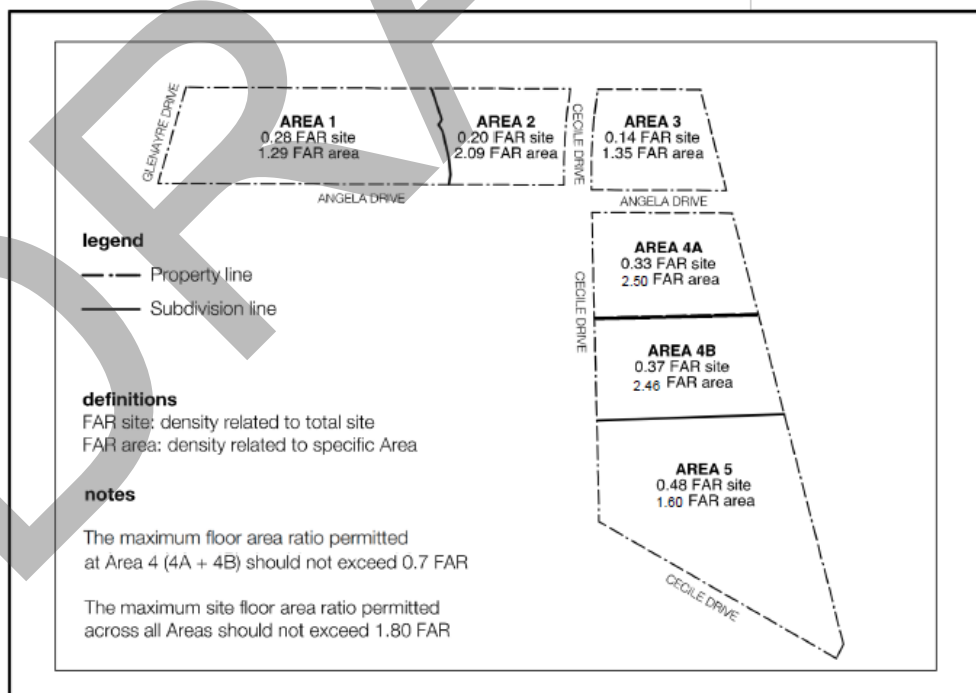 GLENAYRE DRIVE
AREA 1
0.28 FAR site
1.29 FAR area
AREA 2
0.20 FAR site
2.09 FAR area
CECILE DRIVE
AREA 3
0.14 FAR site
1.35 FAR area
ANGELA DRIVE
ANGELA DRIVE
AREA 4A
0.33 FAR site
2.50 FAR area
CECILE DRIVE
AREA 4B
0.37 FAR site
2.46 FAR area
AREA 5
0.48 FAR site
1.60 FAR area
CECILE DRIVE
legend
Property line
Subdivision line
definitions
FAR site: density related to total site
FAR area: density related to specific Area
notes
The maximum floor area ratio permitted
at Area 4 (4A + 4B) should not exceed 0.7 FAR
The maximum site floor area ratio permitted
across all Areas should not exceed 1.80 FAR
DRA